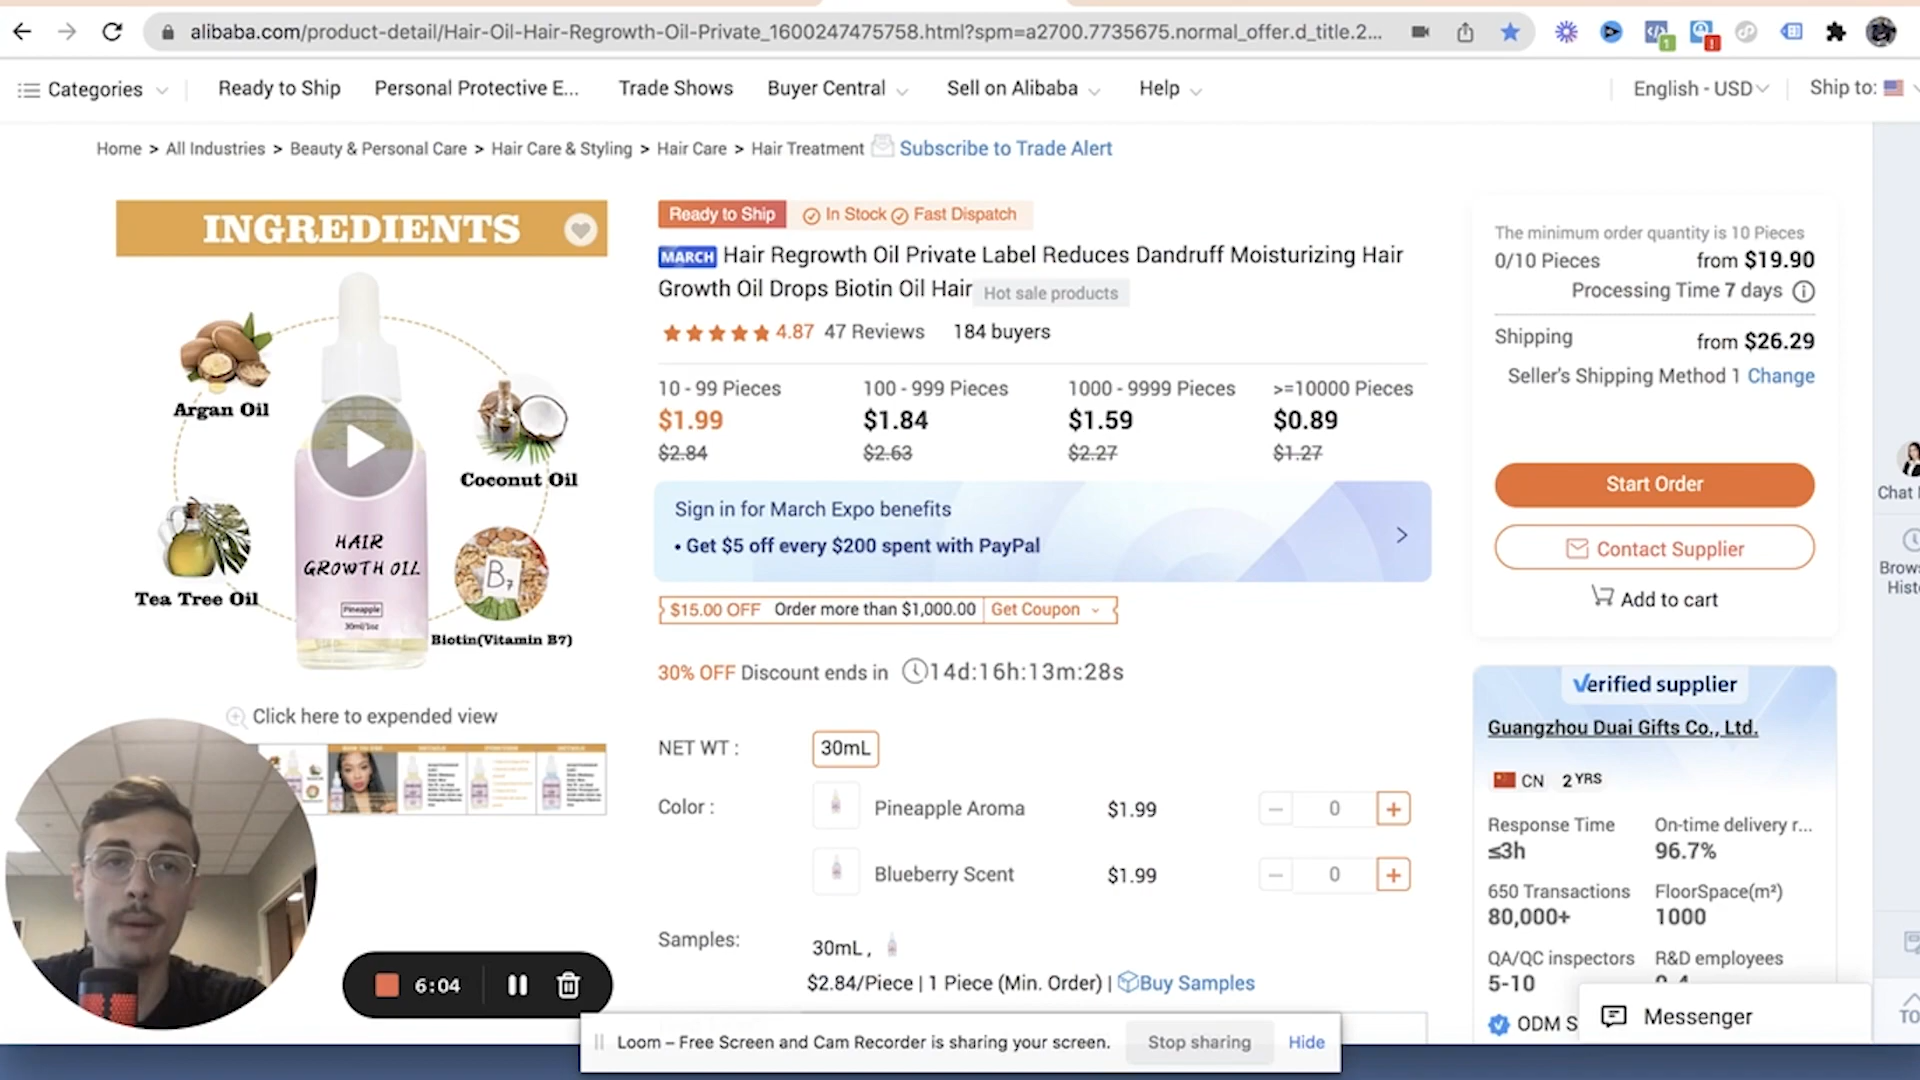 alibaba.com/product-detail/Hair-Oil-Hair-Regrowth-Oil-Private_1600247475758.html?spm=a2700.7735675.normal_offer.d_title.2...
Categories
Ready to Ship
Personal Protective E...
Trade Shows
Buyer Central
Sell on Alibaba
Help
English - USD
Ship to:
Home > All Industries > Beauty & Personal Care > Hair Care & Styling > Hair Care > Hair Treatment
Subscribe to Trade Alert
INGREDIENTS
Argan Oil
Coconut Oil
HAIR
GROWTH OIL
Pineapple
30ml/1oz
Tea Tree Oil
B7
Biotin(Vitamin B7)
Click here to expended view
Ready to Ship
In Stock
Fast Dispatch
MARCH Hair Regrowth Oil Private Label Reduces Dandruff Moisturizing Hair
Growth Oil Drops Biotin Oil Hair Hot sale products
4.87 47 Reviews 184 buyers
10 - 99 Pieces
100 - 999 Pieces
1000 - 9999 Pieces
>=10000 Pieces
$1.99
$1.84
$1.59
$0.89
$2.84
$2.63
$2.27
$1.27
Sign in for March Expo benefits
• Get $5 off every $200 spent with PayPal
$15.00 OFF Order more than $1,000.00 Get Coupon
30% OFF Discount ends in 14d:16h:13m:28s
NET WT :
30mL
Color :
Pineapple Aroma
$1.99
0
Blueberry Scent
$1.99
0
Samples:
30mL ,
$2.84/Piece | 1 Piece (Min. Order) | Buy Samples
The minimum order quantity is 10 Pieces
0/10 Pieces from $19.90
Processing Time 7 days
Shipping from $26.29
Seller's Shipping Method 1 Change
Start Order
Contact Supplier
Add to cart
Verified supplier
Guangzhou Duai Gifts Co., Ltd.
CN 2 YRS
Response Time
≤3h
On-time delivery r...
96.7%
650 Transactions
80,000+
FloorSpace(m²)
1000
QA/QC inspectors
5-10
R&D employees
ODM S
Messenger
Chat
6:04
Loom – Free Screen and Cam Recorder is sharing your screen.
Stop sharing
Hide